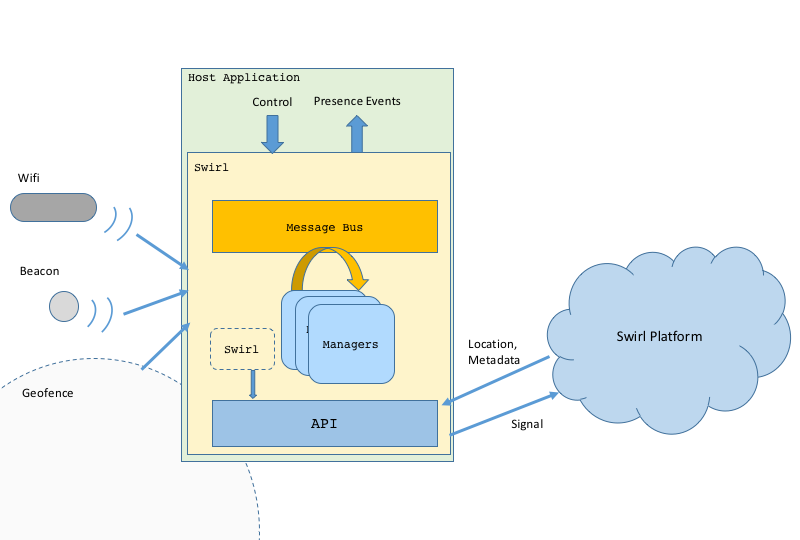 Host Application
Control
Presence Events
Swirl
Wifi
Message Bus
Beacon
Swirl Platform
Managers
Swirl
Location,
Metadata
Geofence
API
Signal